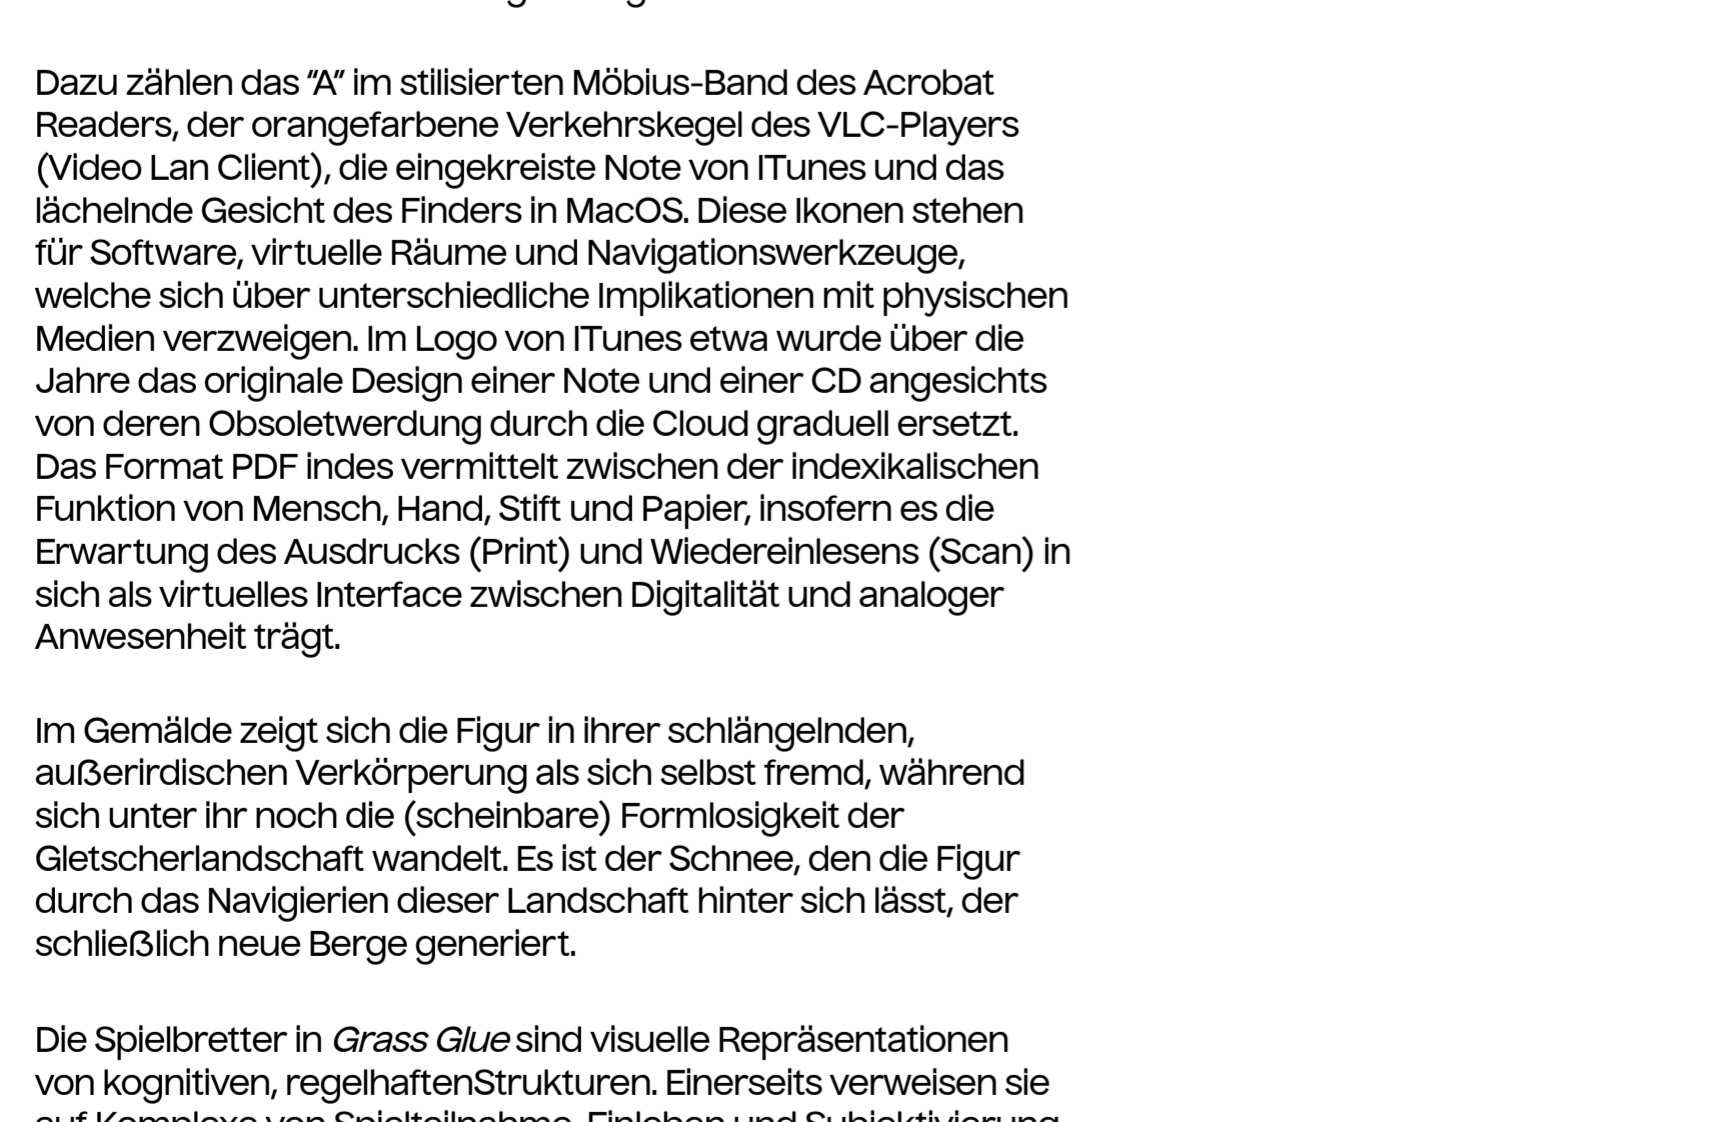 Dazu zählen das “A” im stilisierten Möbius-Band des Acrobat
Readers, der orangefarbene Verkehrskegel des VLC-Players
(Video Lan Client), die eingekreiste Note von ITunes und das
lächelnde Gesicht des Finders in MacOS. Diese Ikonen stehen
für Software, virtuelle Räume und Navigationswerkzeuge,
welche sich über unterschiedliche Implikationen mit physischen
Medien verzweigen. Im Logo von ITunes etwa wurde über die
Jahre das originale Design einer Note und einer CD angesichts
von deren Obsoletwerdung durch die Cloud graduell ersetzt.
Das Format PDF indes vermittelt zwischen der indexikalischen
Funktion von Mensch, Hand, Stift und Papier, insofern es die
Erwartung des Ausdrucks (Print) und Wiedereinlesens (Scan) in
sich als virtuelles Interface zwischen Digitalität und analoger
Anwesenheit trägt.
Im Gemälde zeigt sich die Figur in ihrer schlängelnden,
außerirdischen Verkörperung als sich selbst fremd, während
sich unter ihr noch die (scheinbare) Formlosigkeit der
Gletscherlandschaft wandelt. Es ist der Schnee, den die Figur
durch das Navigierien dieser Landschaft hinter sich lässt, der
schließlich neue Berge generiert.
Die Spielbretter in Grass Glue sind visuelle Repräsentationen
von kognitiven, regelhaftenStrukturen. Einerseits verweisen sie
auf Komplexe von Spielteilnahme, Einleben und Subjektivierung